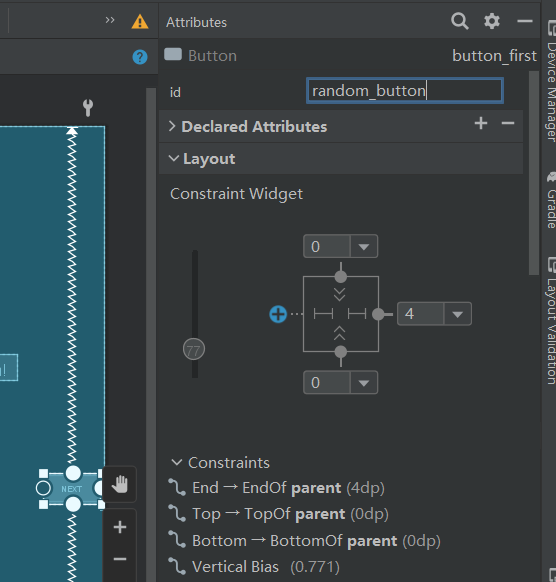 Attributes
Button
button_first
id
random_button
Declared Attributes
Layout
Constraint Widget
0
4
77
0
NEXT
Constraints
End → EndOf parent (4dp)
Top → TopOf parent (0dp)
Bottom → BottomOf parent (0dp)
Vertical Bias (0.771)
Device Manager
Gradle
Layout Validation